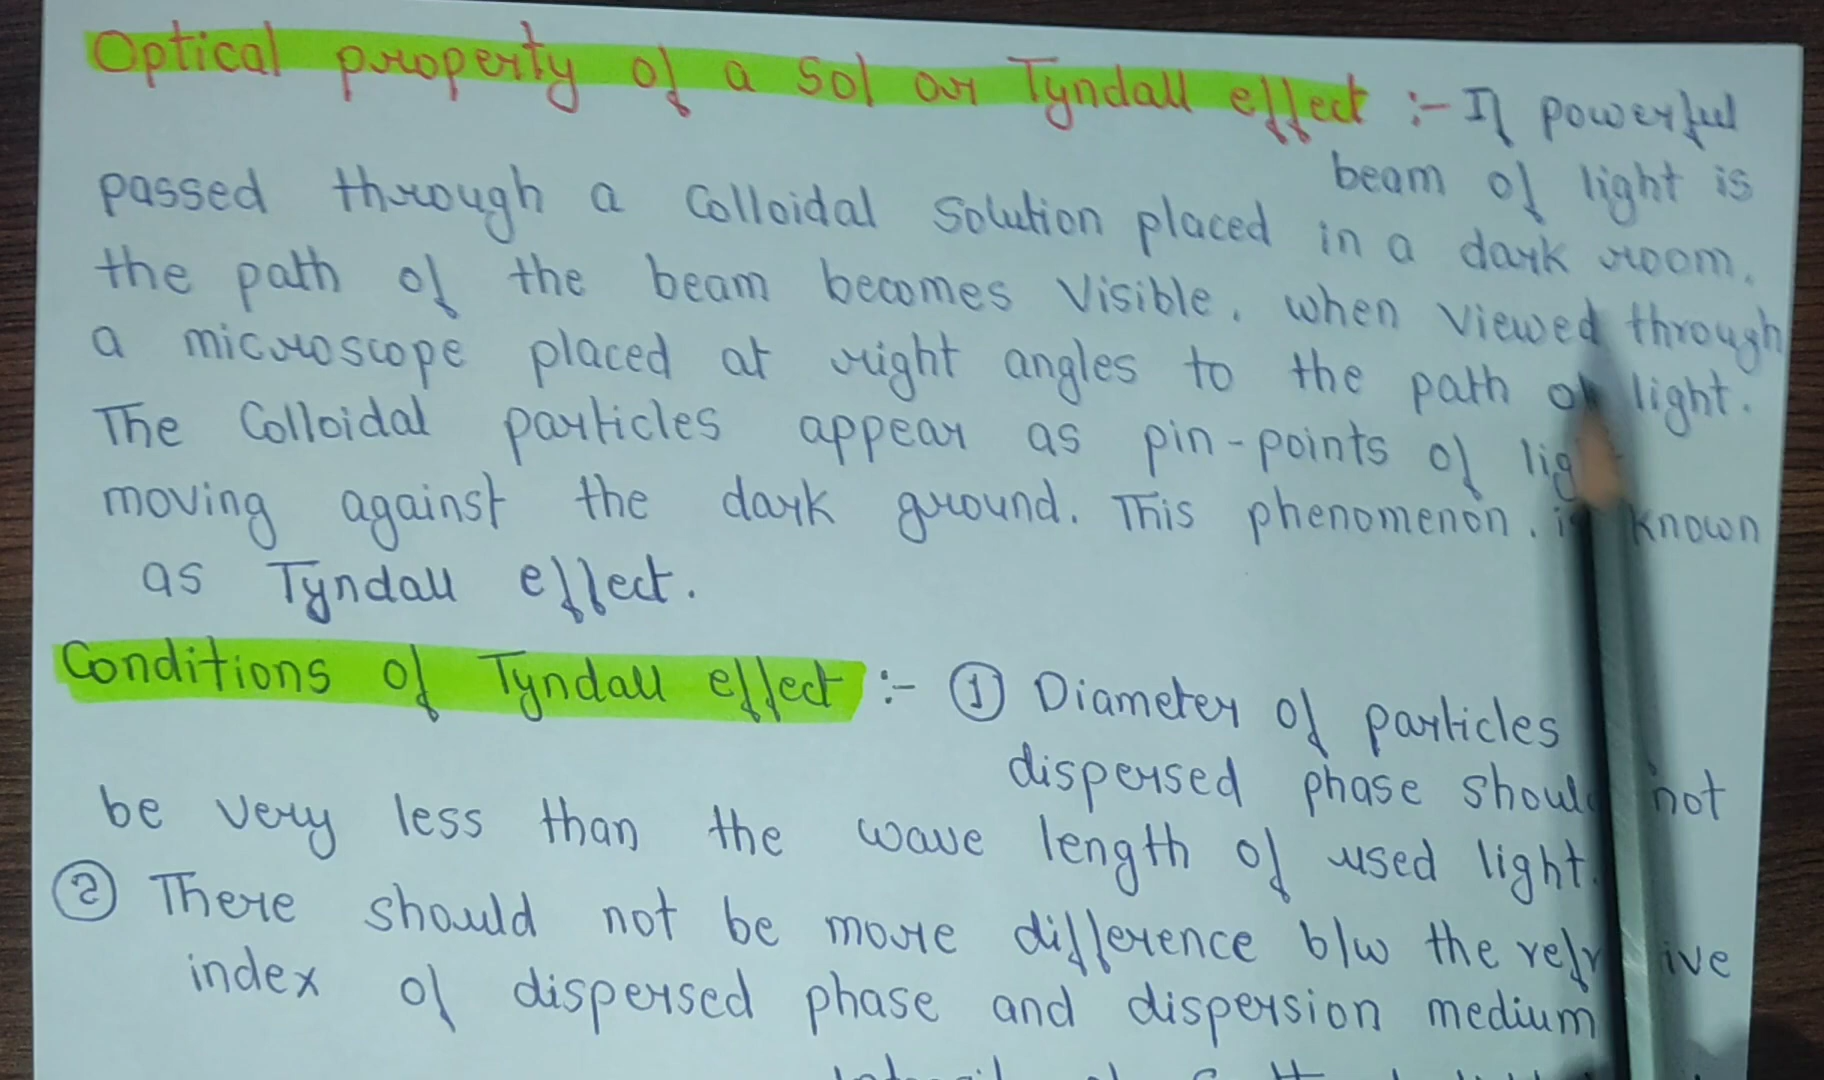 Optical property of a Sol or Tyndall effect :- If powerful
beam of light is
passed through a Colloidal Solution placed in a dark room.
the path of the beam becomes Visible. when viewed through
a microscope placed at right angles to the path of light.
The Colloidal particles appear as pin-points of lig
moving against the dark ground. This phenomenon. is known
as Tyndall effect.
Conditions of Tyndall effect :- ① Diameter of particles
dispersed phase should not
be very less than the wave length of used light.
② There should not be more difference b/w the refr ive
index of dispersed phase and dispersion medium